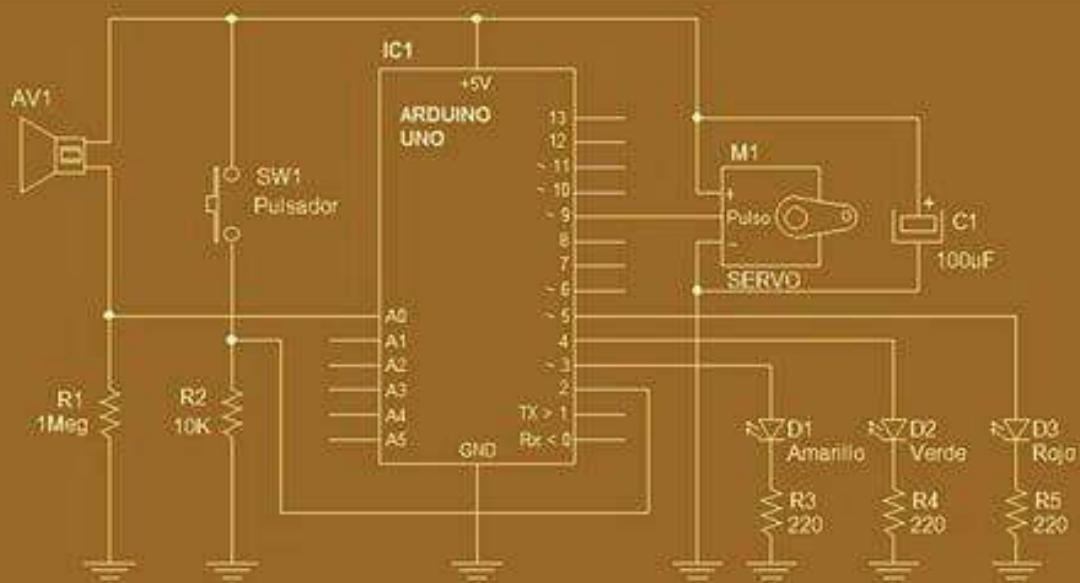 IC1
+5V
ARDUINO
UNO
AV1
SW1
Pulsador
13
12
~ 11
~ 10
~ 9
8
7
~ 6
~ 5
4
~ 3
2
TX > 1
Rx < 0
A0
A1
A2
A3
A4
A5
GND
M1
+
Pulso
-
SERVO
+
C1
100uF
R1
1Meg
R2
10K
D1
Amarillo
D2
Verde
D3
Rojo
R3
220
R4
220
R5
220